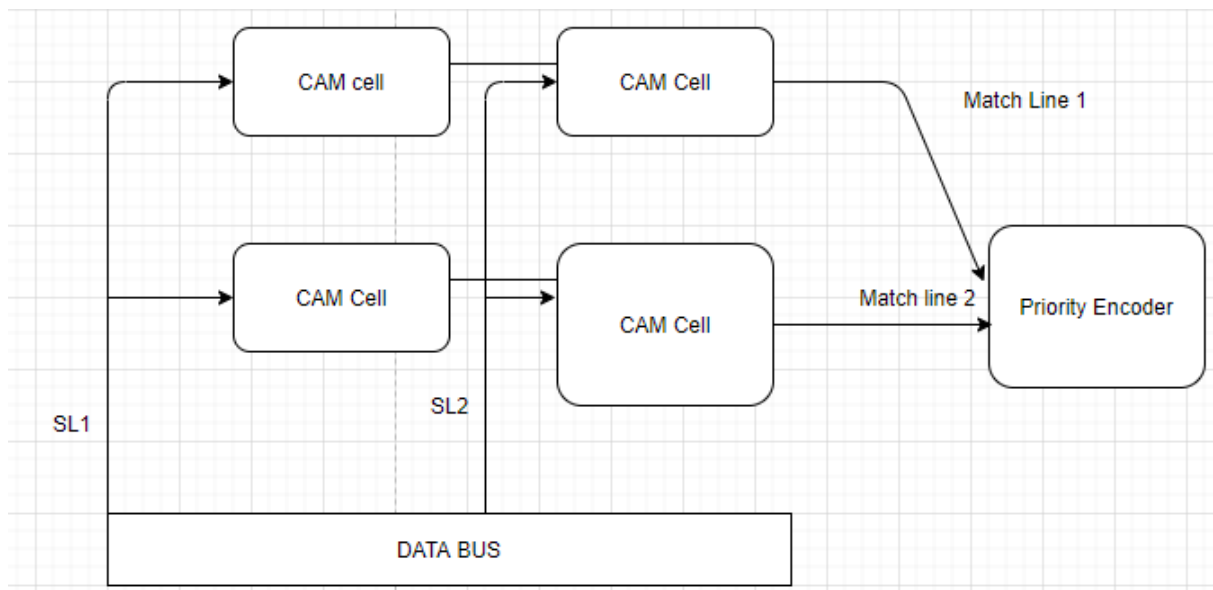 CAM cell
CAM Cell
Match Line 1
CAM Cell
CAM Cell
Match line 2
Priority Encoder
SL1
SL2
DATA BUS